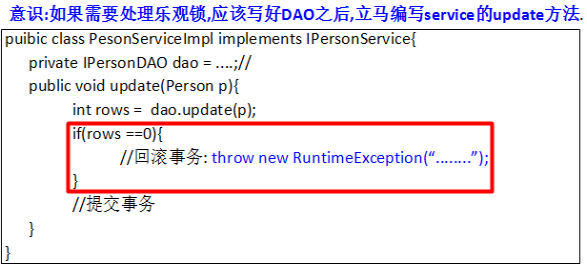 意识:如果需要处理乐观锁,应该写好DAO之后,立马编写service的update方法.
puibic class PesonServiceImpl implements IPersonService{
private IPersonDAO dao = ....;//
public void update(Person p){
int rows = dao.update(p);
if(rows ==0){
//回滚事务: throw new RuntimeException(“........”);
}
//提交事务
}
}